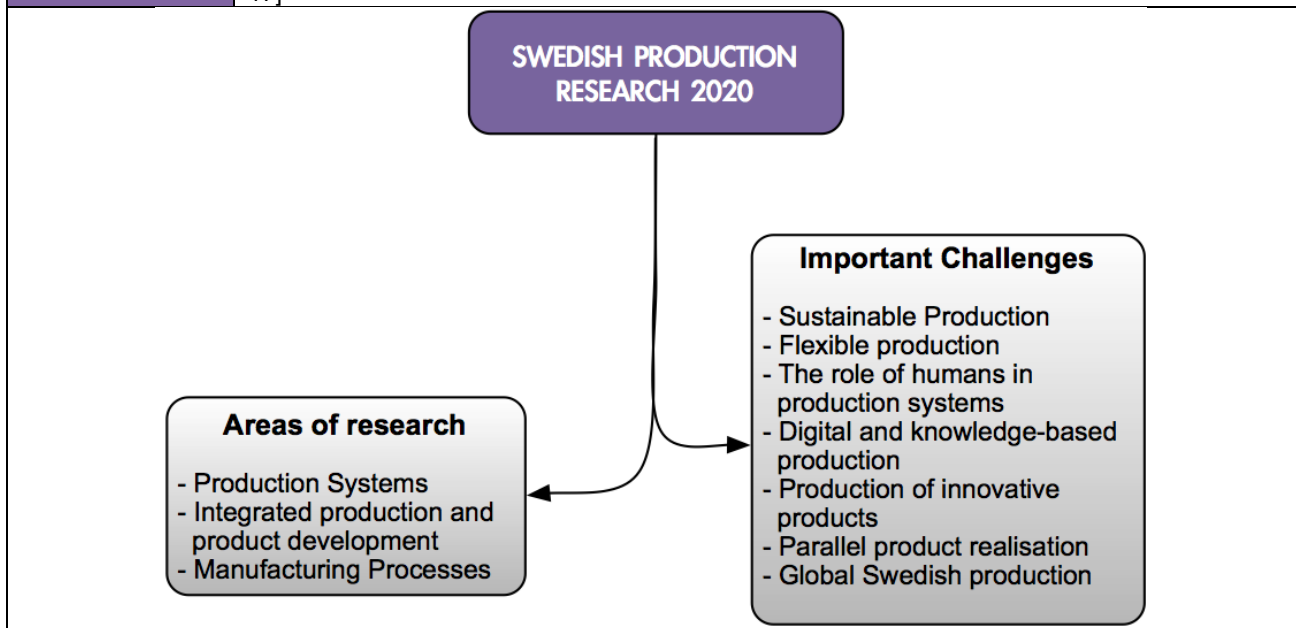 SWEDISH PRODUCTION
RESEARCH 2020
Important Challenges
- Sustainable Production
- Flexible production
- The role of humans in
production systems
- Digital and knowledge-based
production
- Production of innovative
products
- Parallel product realisation
- Global Swedish production
Areas of research
- Production Systems
- Integrated production and
product development
- Manufacturing Processes